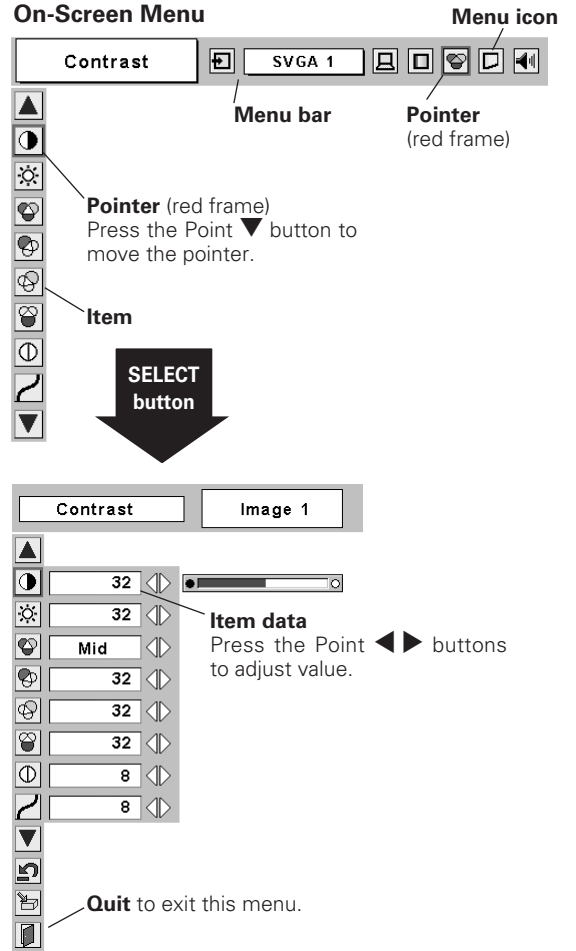 On-Screen Menu
Menu icon
Contrast
SVGA 1
Menu bar
Pointer
(red frame)
Pointer (red frame)
Press the Point ▼ button to
move the pointer.
Item
SELECT
button
Contrast
Image 1
32
32
Mid
32
32
32
8
8
Item data
Press the Point ◀ ▶ buttons
to adjust value.
Quit to exit this menu.